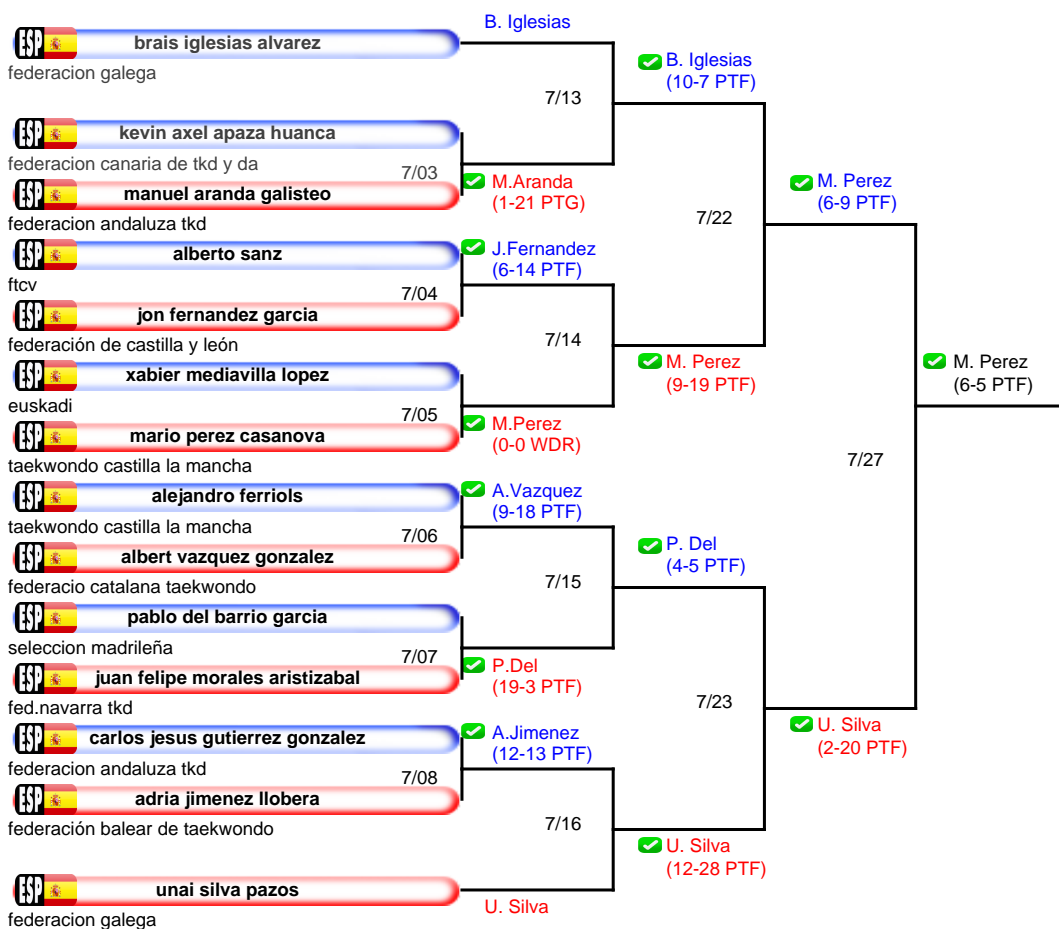 B. Iglesias
ESP brais iglesias alvarez
federacion galega
B. Iglesias
(10-7 PTF)
7/13
ESP kevin axel apaza huanca
federacion canaria de tkd y da
7/03
ESP manuel aranda galisteo
federacion andaluza tkd
M.Aranda
(1-21 PTG)
M. Perez
(6-9 PTF)
7/22
ESP alberto sanz
ftcv
J.Fernandez
(6-14 PTF)
7/04
ESP jon fernandez garcia
federación de castilla y león
7/14
M. Perez
(9-19 PTF)
M. Perez
(6-5 PTF)
ESP xabier mediavilla lopez
euskadi
7/05
ESP mario perez casanova
taekwondo castilla la mancha
M.Perez
(0-0 WDR)
7/27
ESP alejandro ferriols
taekwondo castilla la mancha
A.Vazquez
(9-18 PTF)
7/06
ESP albert vazquez gonzalez
federacio catalana taekwondo
P. Del
(4-5 PTF)
7/15
ESP pablo del barrio garcia
seleccion madrileña
7/07
ESP juan felipe morales aristizabal
fed.navarra tkd
P.Del
(19-3 PTF)
7/23
U. Silva
(2-20 PTF)
ESP carlos jesus gutierrez gonzalez
federacion andaluza tkd
A.Jimenez
(12-13 PTF)
7/08
ESP adria jimenez llobera
federación balear de taekwondo
7/16
U. Silva
(12-28 PTF)
ESP unai silva pazos
federacion galega
U. Silva